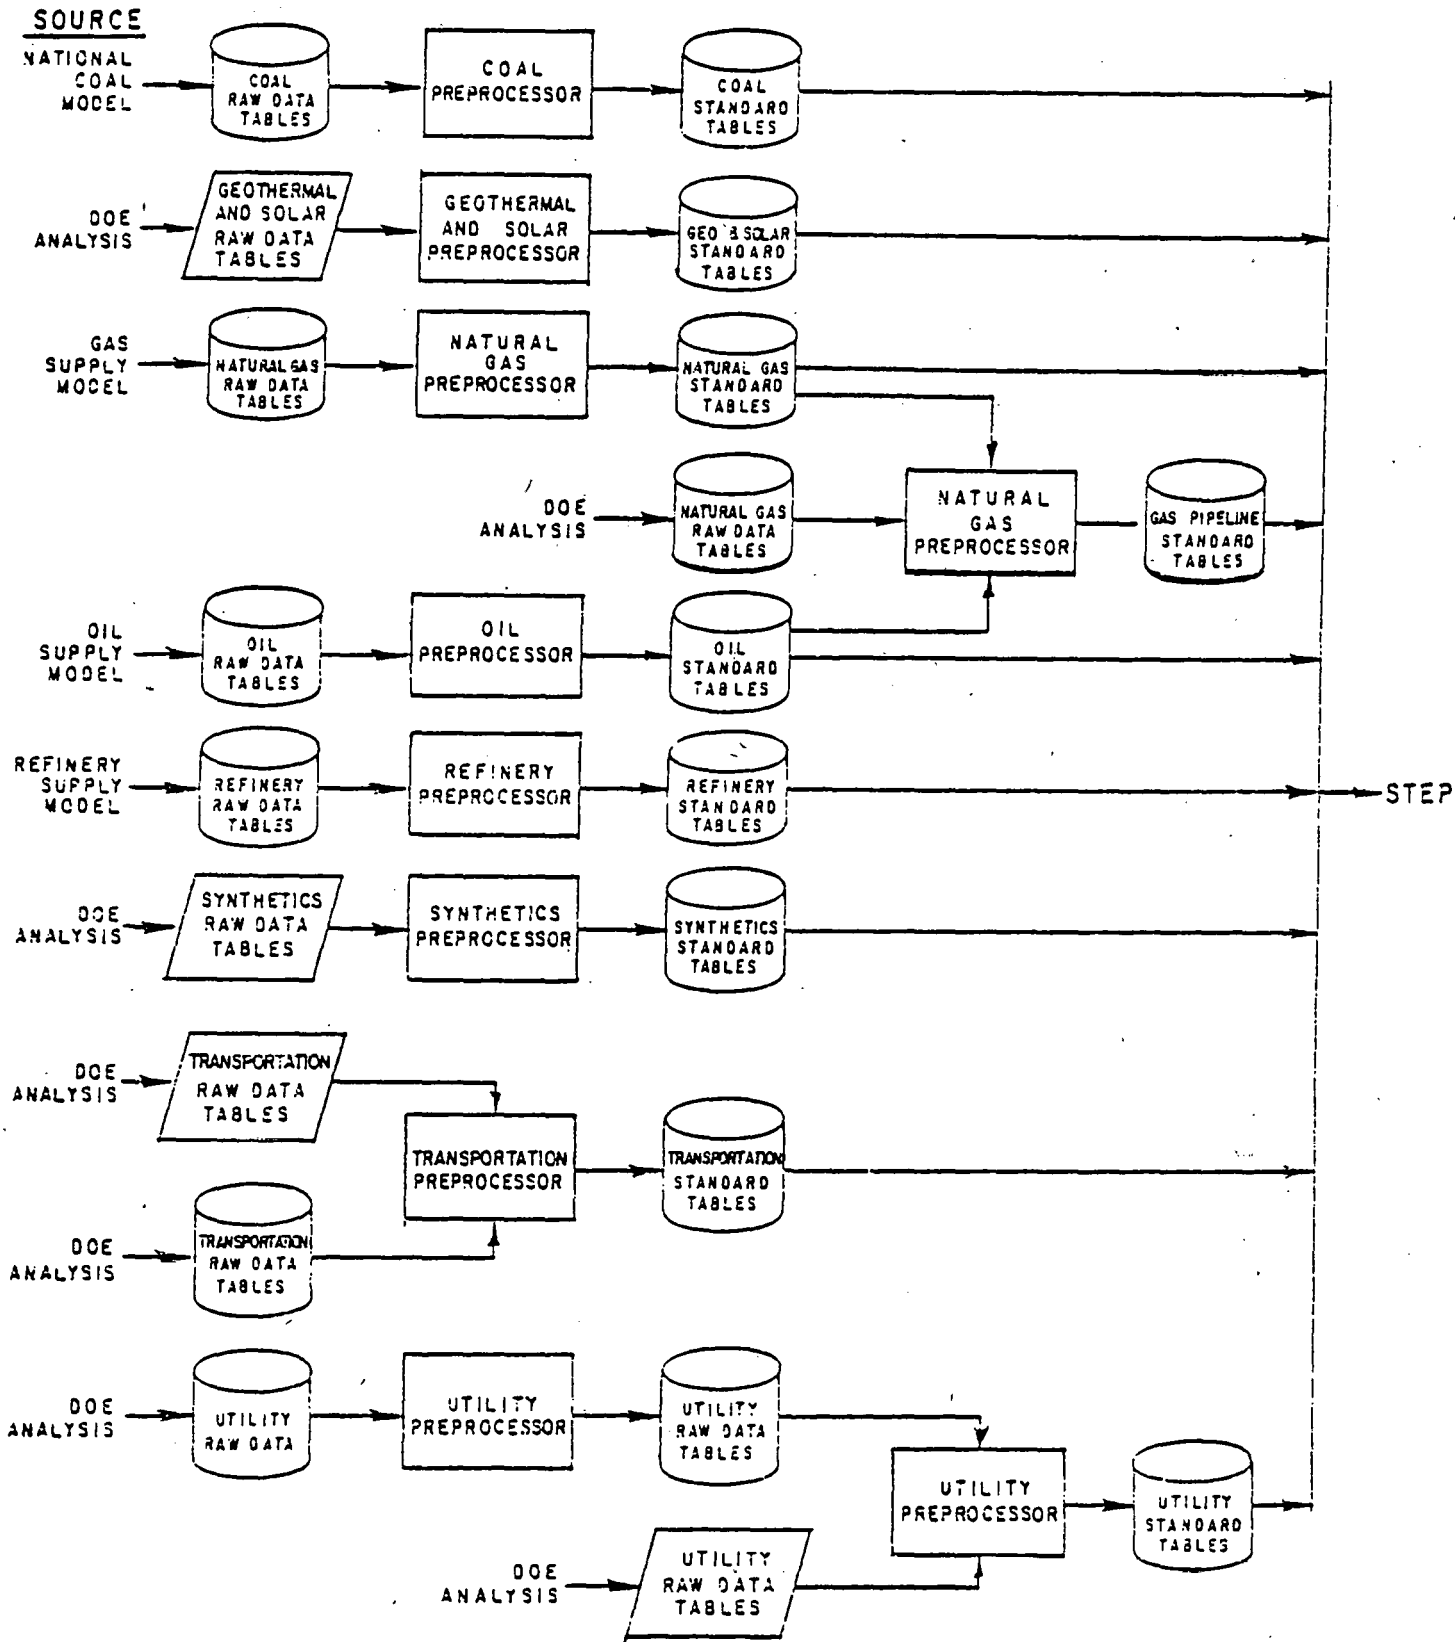 SOURCE
NATIONAL
COAL
MODEL
COAL
RAW DATA
TABLES
COAL
PREPROCESSOR
COAL
STANDARD
TABLES
DOE
ANALYSIS
GEOTHERMAL
AND SOLAR
RAW DATA
TABLES
GEOTHERMAL
AND SOLAR
PREPROCESSOR
GEO & SOLAR
STANDARD
TABLES
GAS
SUPPLY
MODEL
NATURAL GAS
RAW DATA
TABLES
NATURAL
GAS
PREPROCESSOR
NATURAL GAS
STANDARD
TABLES
DOE
ANALYSIS
NATURAL GAS
RAW DATA
TABLES
NATURAL
GAS
PREPROCESSOR
GAS PIPELINE
STANDARD
TABLES
OIL
SUPPLY
MODEL
OIL
RAW DATA
TABLES
OIL
PREPROCESSOR
OIL
STANDARD
TABLES
REFINERY
SUPPLY
MODEL
REFINERY
RAW DATA
TABLES
REFINERY
PREPROCESSOR
REFINERY
STANDARD
TABLES
STEP
DOE
ANALYSIS
SYNTHETICS
RAW DATA
TABLES
SYNTHETICS
PREPROCESSOR
SYNTHETICS
STANDARD
TABLES
DOE
ANALYSIS
TRANSPORTATION
RAW DATA
TABLES
TRANSPORTATION
PREPROCESSOR
TRANSPORTATION
STANDARD
TABLES
DOE
ANALYSIS
TRANSPORTATION
RAW DATA
TABLES
DOE
ANALYSIS
UTILITY
RAW DATA
UTILITY
PREPROCESSOR
UTILITY
RAW DATA
TABLES
UTILITY
PREPROCESSOR
UTILITY
STANDARD
TABLES
DOE
ANALYSIS
UTILITY
RAW DATA
TABLES